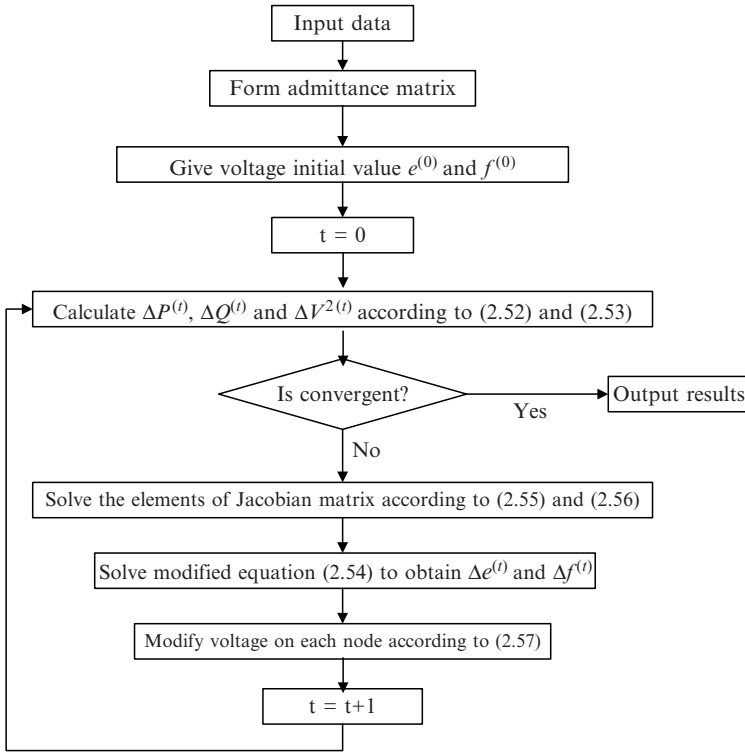 Input data
Form admittance matrix
Give voltage initial value e⁽⁰⁾ and f⁽⁰⁾
t = 0
Calculate ΔP⁽ᵗ⁾, ΔQ⁽ᵗ⁾ and ΔV²⁽ᵗ⁾ according to (2.52) and (2.53)
Is convergent?
Yes
Output results
No
Solve the elements of Jacobian matrix according to (2.55) and (2.56)
Solve modified equation (2.54) to obtain Δe⁽ᵗ⁾ and Δf⁽ᵗ⁾
Modify voltage on each node according to (2.57)
t = t+1